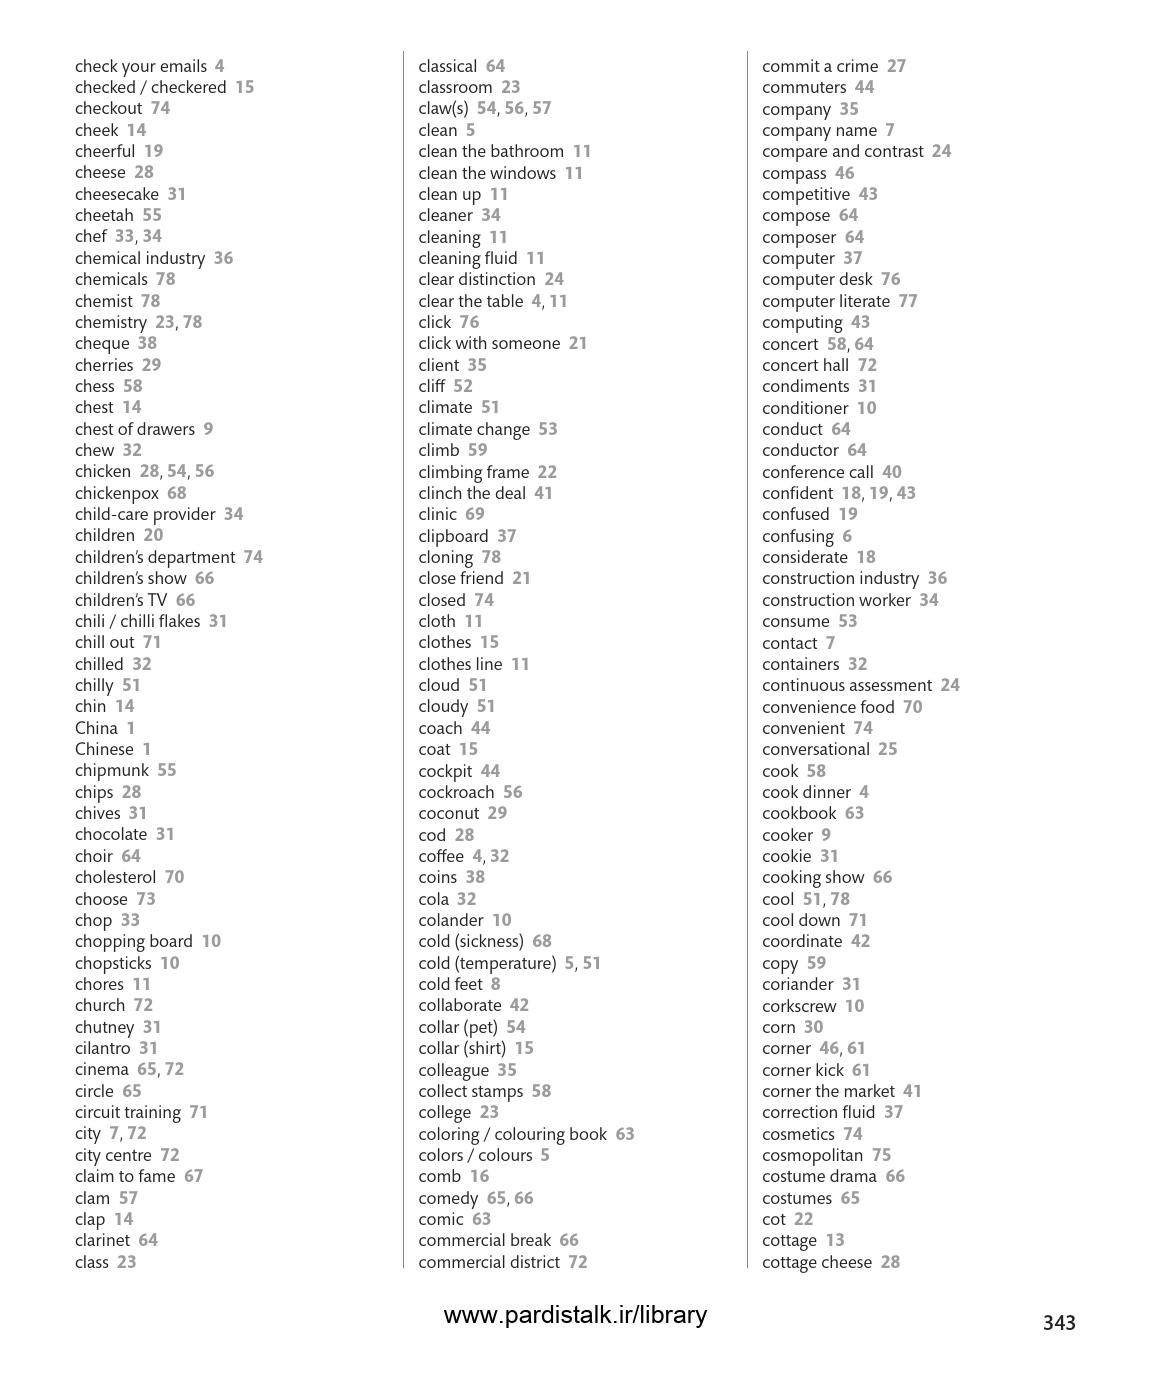 check your emails 4
checked / checkered 15
checkout 74
cheek 14
cheerful 19
cheese 28
cheesecake 31
cheetah 55
chef 33, 34
chemical industry 36
chemicals 78
chemist 78
chemistry 23, 78
cheque 38
cherries 29
chess 58
chest 14
chest of drawers 9
chew 32
chicken 28, 54, 56
chickenpox 68
child-care provider 34
children 20
children’s department 74
children’s show 66
children’s TV 66
chili / chilli flakes 31
chill out 71
chilled 32
chilly 51
chin 14
China 1
Chinese 1
chipmunk 55
chips 28
chives 31
chocolate 31
choir 64
cholesterol 70
choose 73
chop 33
chopping board 10
chopsticks 10
chores 11
church 72
chutney 31
cilantro 31
cinema 65, 72
circle 65
circuit training 71
city 7, 72
city centre 72
claim to fame 67
clam 57
clap 14
clarinet 64
class 23
classical 64
classroom 23
claw(s) 54, 56, 57
clean 5
clean the bathroom 11
clean the windows 11
clean up 11
cleaner 34
cleaning 11
cleaning fluid 11
clear distinction 24
clear the table 4, 11
click 76
click with someone 21
client 35
cliff 52
climate 51
climate change 53
climb 59
climbing frame 22
clinch the deal 41
clinic 69
clipboard 37
cloning 78
close friend 21
closed 74
cloth 11
clothes 15
clothes line 11
cloud 51
cloudy 51
coach 44
coat 15
cockpit 44
cockroach 56
coconut 29
cod 28
coffee 4, 32
coins 38
cola 32
colander 10
cold (sickness) 68
cold (temperature) 5, 51
cold feet 8
collaborate 42
collar (pet) 54
collar (shirt) 15
colleague 35
collect stamps 58
college 23
coloring / colouring book 63
colors / colours 5
comb 16
comedy 65, 66
comic 63
commercial break 66
commercial district 72
commit a crime 27
commuters 44
company 35
company name 7
compare and contrast 24
compass 46
competitive 43
compose 64
composer 64
computer 37
computer desk 76
computer literate 77
computing 43
concert 58, 64
concert hall 72
condiments 31
conditioner 10
conduct 64
conductor 64
conference call 40
confident 18, 19, 43
confused 19
confusing 6
considerate 18
construction industry 36
construction worker 34
consume 53
contact 7
containers 32
continuous assessment 24
convenience food 70
convenient 74
conversational 25
cook 58
cook dinner 4
cookbook 63
cooker 9
cookie 31
cooking show 66
cool 51, 78
cool down 71
coordinate 42
copy 59
coriander 31
corkscrew 10
corn 30
corner 46, 61
corner kick 61
corner the market 41
correction fluid 37
cosmetics 74
cosmopolitan 75
costume drama 66
costumes 65
cot 22
cottage 13
cottage cheese 28
www.pardistalk.ir/library
343